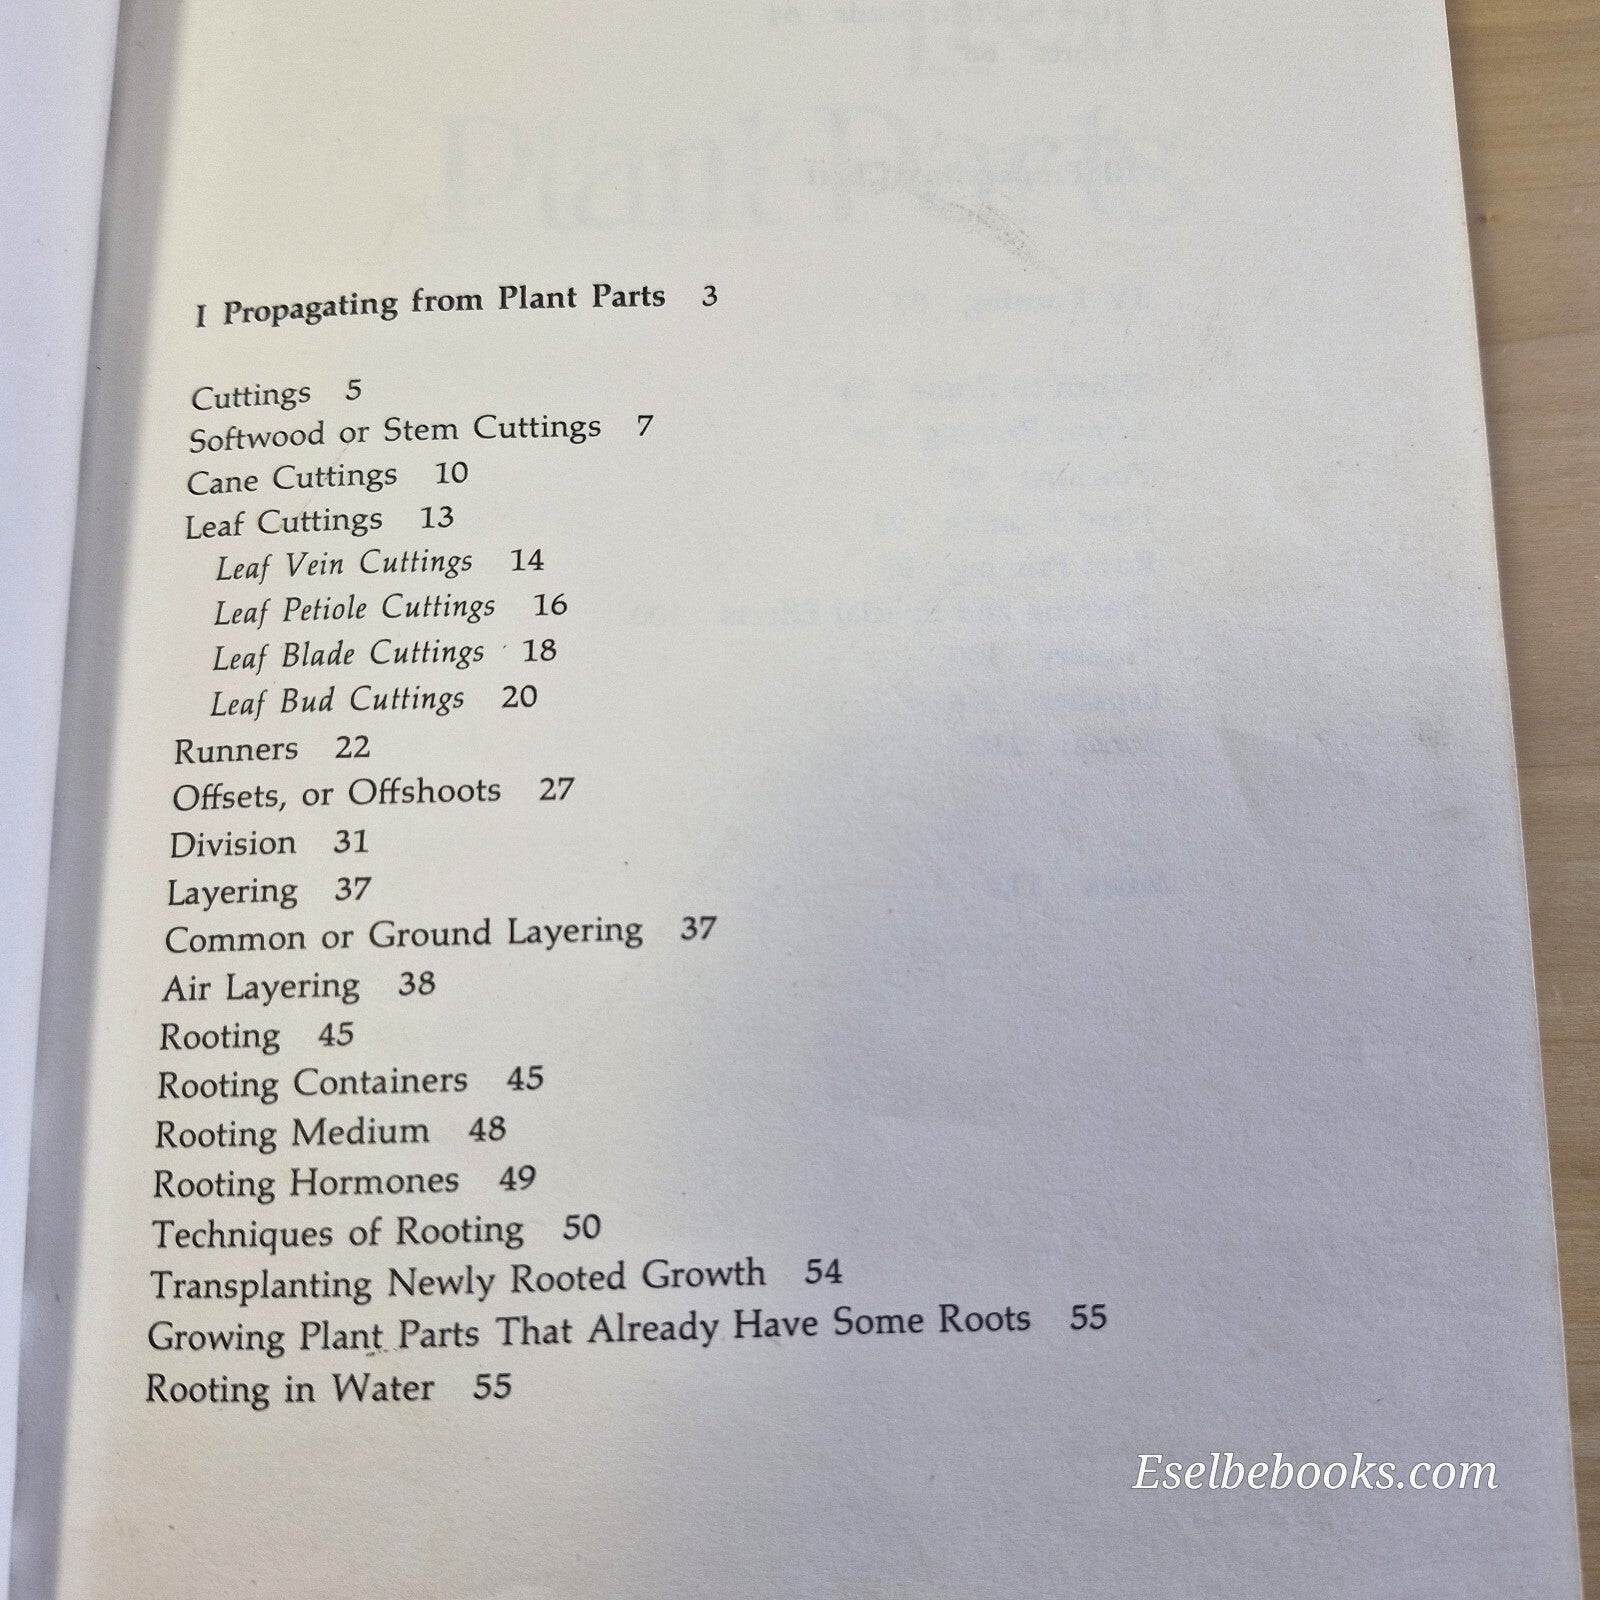 I Propagating from Plant Parts 3
Cuttings 5
Softwood or Stem Cuttings 7
Cane Cuttings 10
Leaf Cuttings 13
Leaf Vein Cuttings 14
Leaf Petiole Cuttings 16
Leaf Blade Cuttings 18
Leaf Bud Cuttings 20
Runners 22
Offsets, or Offshoots 27
Division 31
Layering 37
Common or Ground Layering 37
Air Layering 38
Rooting 45
Rooting Containers 45
Rooting Medium 48
Rooting Hormones 49
Techniques of Rooting 50
Transplanting Newly Rooted Growth 54
Growing Plant Parts That Already Have Some Roots 55
Rooting in Water 55
Eselbebooks.com